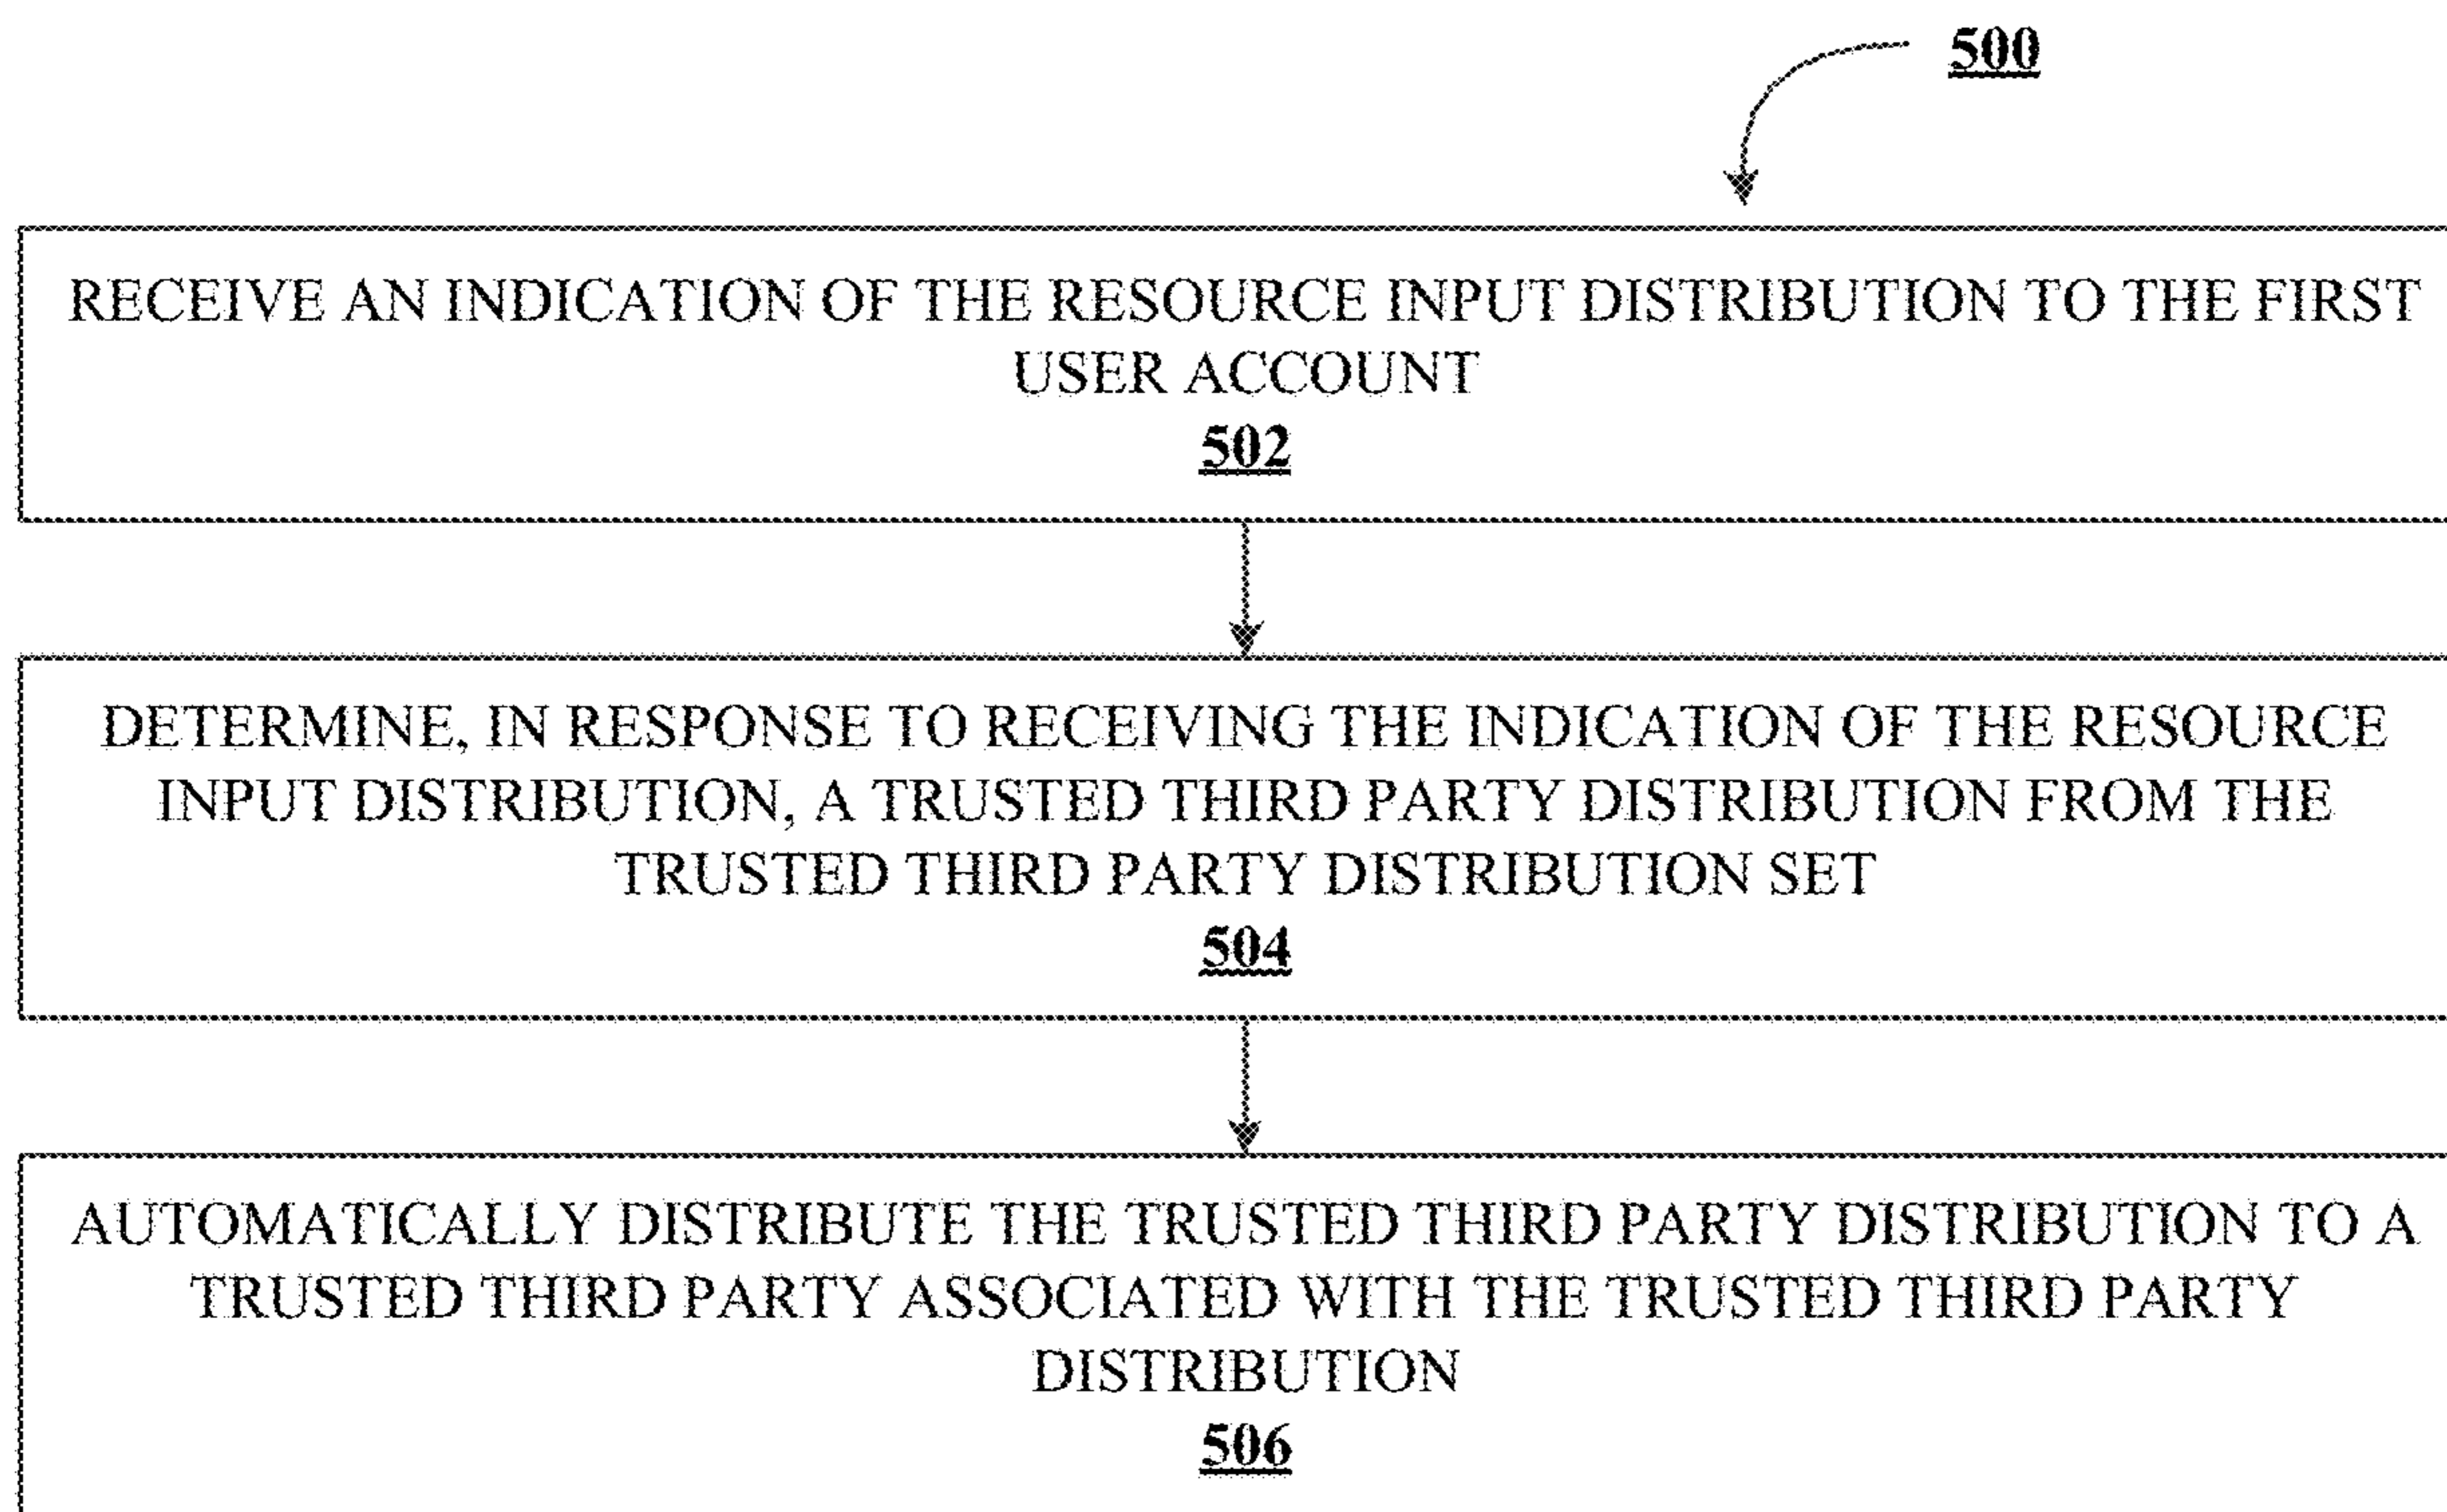 500
RECEIVE AN INDICATION OF THE RESOURCE INPUT DISTRIBUTION TO THE FIRST
USER ACCOUNT
502
DETERMINE, IN RESPONSE TO RECEIVING THE INDICATION OF THE RESOURCE
INPUT DISTRIBUTION, A TRUSTED THIRD PARTY DISTRIBUTION FROM THE
TRUSTED THIRD PARTY DISTRIBUTION SET
504
AUTOMATICALLY DISTRIBUTE THE TRUSTED THIRD PARTY DISTRIBUTION TO A
TRUSTED THIRD PARTY ASSOCIATED WITH THE TRUSTED THIRD PARTY
DISTRIBUTION
506